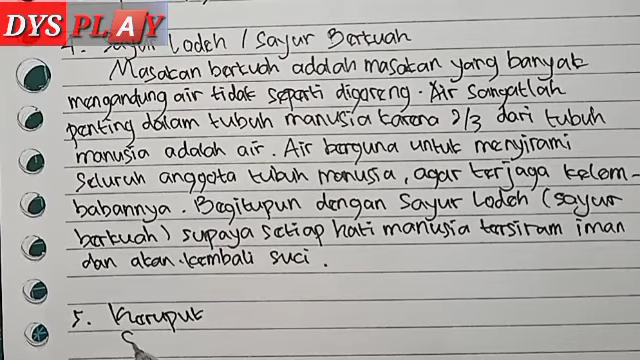 DYS PLAY
4. Sayur Lodeh / Sayur Berkuah
Masakan berkuah adalah masakan yang banyak
mengandung air tidak seperti digoreng. Air sangatlah
penting dalam tubuh manusia karena 2/3 dari tubuh
manusia adalah air. Air berguna untuk menyirami
seluruh anggota tubuh manusia, agar terjaga kelem-
babannya. Begitupun dengan Sayur Lodeh (sayur
berkuah) supaya setiap hati manusia tersiram iman
dan akan kembali suci.
5. Kerupuk